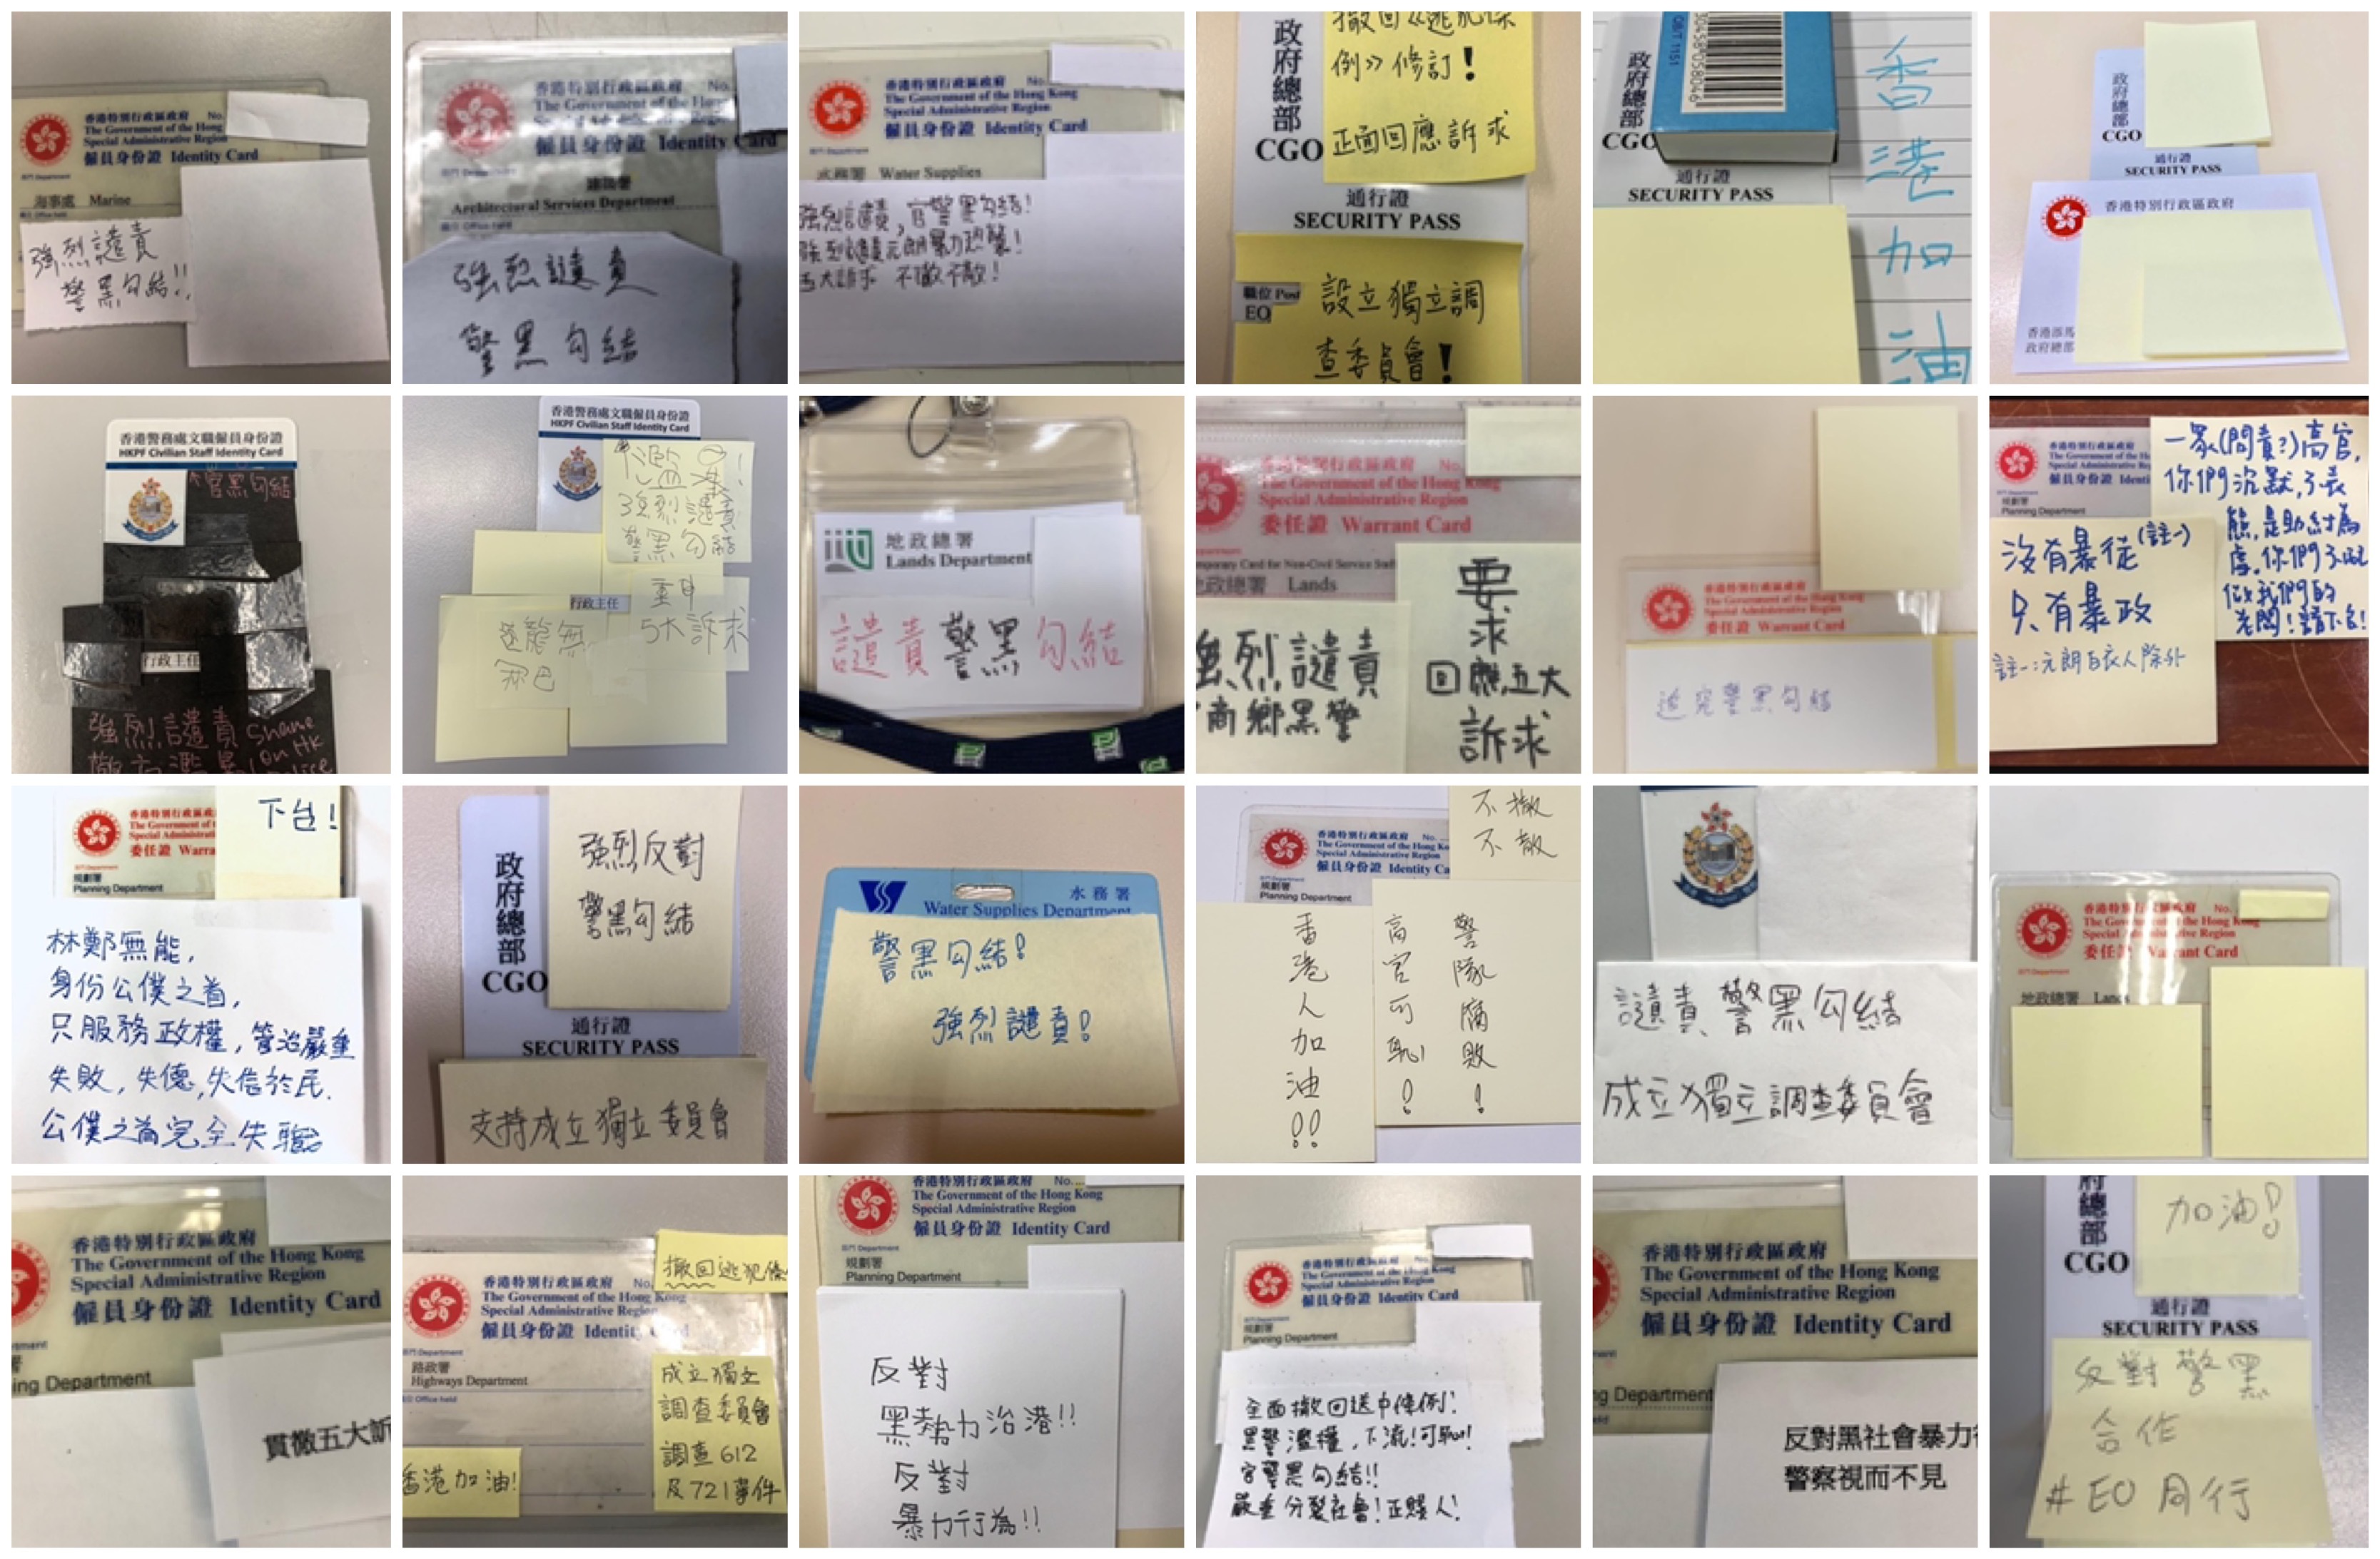 香港特別行政區政府 No.
The Government of the Hong
Special Administrative Region
僱員身份證 Identity Card
海事處 Marine
強烈譴責
警黑勾結!!
香港特別行政區政府 No.
The Government of the Hong
Special Administrative Reg
僱員身份證 Identity Card
建築署
Architectural Services Department
強烈譴責
警黑勾結
香港特別行政區政府 No.
The Government of the Hong Kong
Special Administrative Region
僱員身份證 Identity Card
水務署 Water Supplies
強烈譴責,官警黑勾結!
強烈譴責元朗暴力恐襲!
五大訴求 不撤不散!
政府總部
CGO
撤回《逃犯條
例》修訂!
正面回應訴求
通行證
SECURITY PASS
職位 Post
EO
設立獨立調
查委員會!
政府總部
CGO
通行證
SECURITY PASS
香港加油
政府總部
CGO
通行證
SECURITY PASS
香港特別行政區政府
香港添馬
政府總部
香港警務處文職僱員身份證
HKPF Civilian Staff Identity Card
官黑勾結
行政主任
強烈譴責 Shame
on HK
香港警務處文職僱員身份證
HKPF Civilian Staff Identity Card
強烈譴責
警黑勾結
重申
5大訴求
行政主任
地政總署
Lands Department
譴責警黑勾結
香港特別行政區政府 No.
The Government of the Hong Kong
Special Administrative Region
委任證 Warrant Card
地政總署 Lands
強烈譴責
商鄉黑警
要求
回應五大
訴求
香港特別行政區政府
The Government of the Hong Kong
Special Administrative Region
委任證 Warrant Card
追究警黑勾結
香港特別行政區政府
The Government of the H
Special Administrative Reg
僱員身份證 Identi
規劃署
Planning Department
一眾(問責?)高官,
你們沉默,不表
態,是助紂為
虐,你們不配
做我們的
老闆!請下台!
沒有暴徒(註一)
只有暴政
註一:元朗白衣人除外
香港特別行政區政
The Government of
Special Administrati
委任證 Warra
規劃署
Planning Department
下台!
林鄭無能,
身份公僕之首,
只服務政權,管治嚴重
失敗,失德,失信於民.
公僕之首完全失職
政府總部
CGO
強烈反對
警黑勾結
通行證
SECURITY PASS
支持成立獨立委員會
水務署
Water Supplies Department
警黑勾結!
強烈譴責!
香港特別行政區政府 No.
The Government of the Hong Ko
Special Administrative Region
僱員身份證 Identity Ca
規劃署
Planning Department
不撤
不散
香港人加油!!
高官可恥!
警隊腐敗!
譴責警黑勾結
成立獨立調查委員會
香港特別行政區政府 No.
The Government of the Hong Kong
Special Administrative Region
委任證 Warrant Card
地政總署 Lands
香港特別行政區政府
The Government of the Hong Kong
Special Administrative Region
僱員身份證 Identity Card
ing Department
貫徹五大訴
香港特別行政區政府 No.
The Government of the Hong Kong
Special Administrative Region
僱員身份證 Identity Card
路政署
Highways Department
撤回逃犯條
成立獨立
調查委員會
調查612
及721事件
香港加油!
香港特別行政區政府 No.
The Government of the Hong Kong
Special Administrative Region
僱員身份證 Identity Card
規劃署
Planning Department
反對
黑勢力治港!!
反對
暴力行為!!
香港特別行政區政府
The Government of the Hong Kong
Special Administrative Region
僱員身份證 Identity Card
規劃署
Planning Department
全面撤回送中條例!
黑警濫權,下流!可恥!
官警黑勾結!!
嚴重分裂社會!正賤人!
香港特別行政區政府
The Government of the Hong Kong
Special Administrative Region
僱員身份證 Identity Card
ng Department
反對黑社會暴力行
警察視而不見
府總部
CGO
加油!
通行證
SECURITY PASS
反對警黑
合作
#EO同行